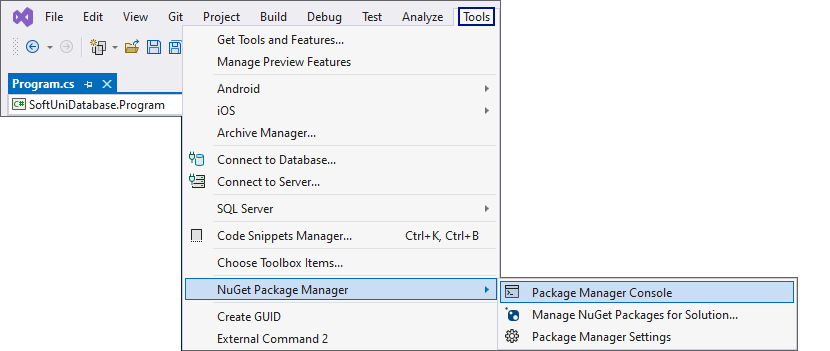 File Edit View Git Project Build Debug Test Analyze Tools
Get Tools and Features...
Manage Preview Features
Program.cs
Android
SoftUniDatabase.Program
iOS
Archive Manager...
Connect to Database...
Connect to Server...
SQL Server
Code Snippets Manager... Ctrl+K, Ctrl+B
Choose Toolbox Items...
NuGet Package Manager
Package Manager Console
Create GUID
Manage NuGet Packages for Solution...
External Command 2
Package Manager Settings